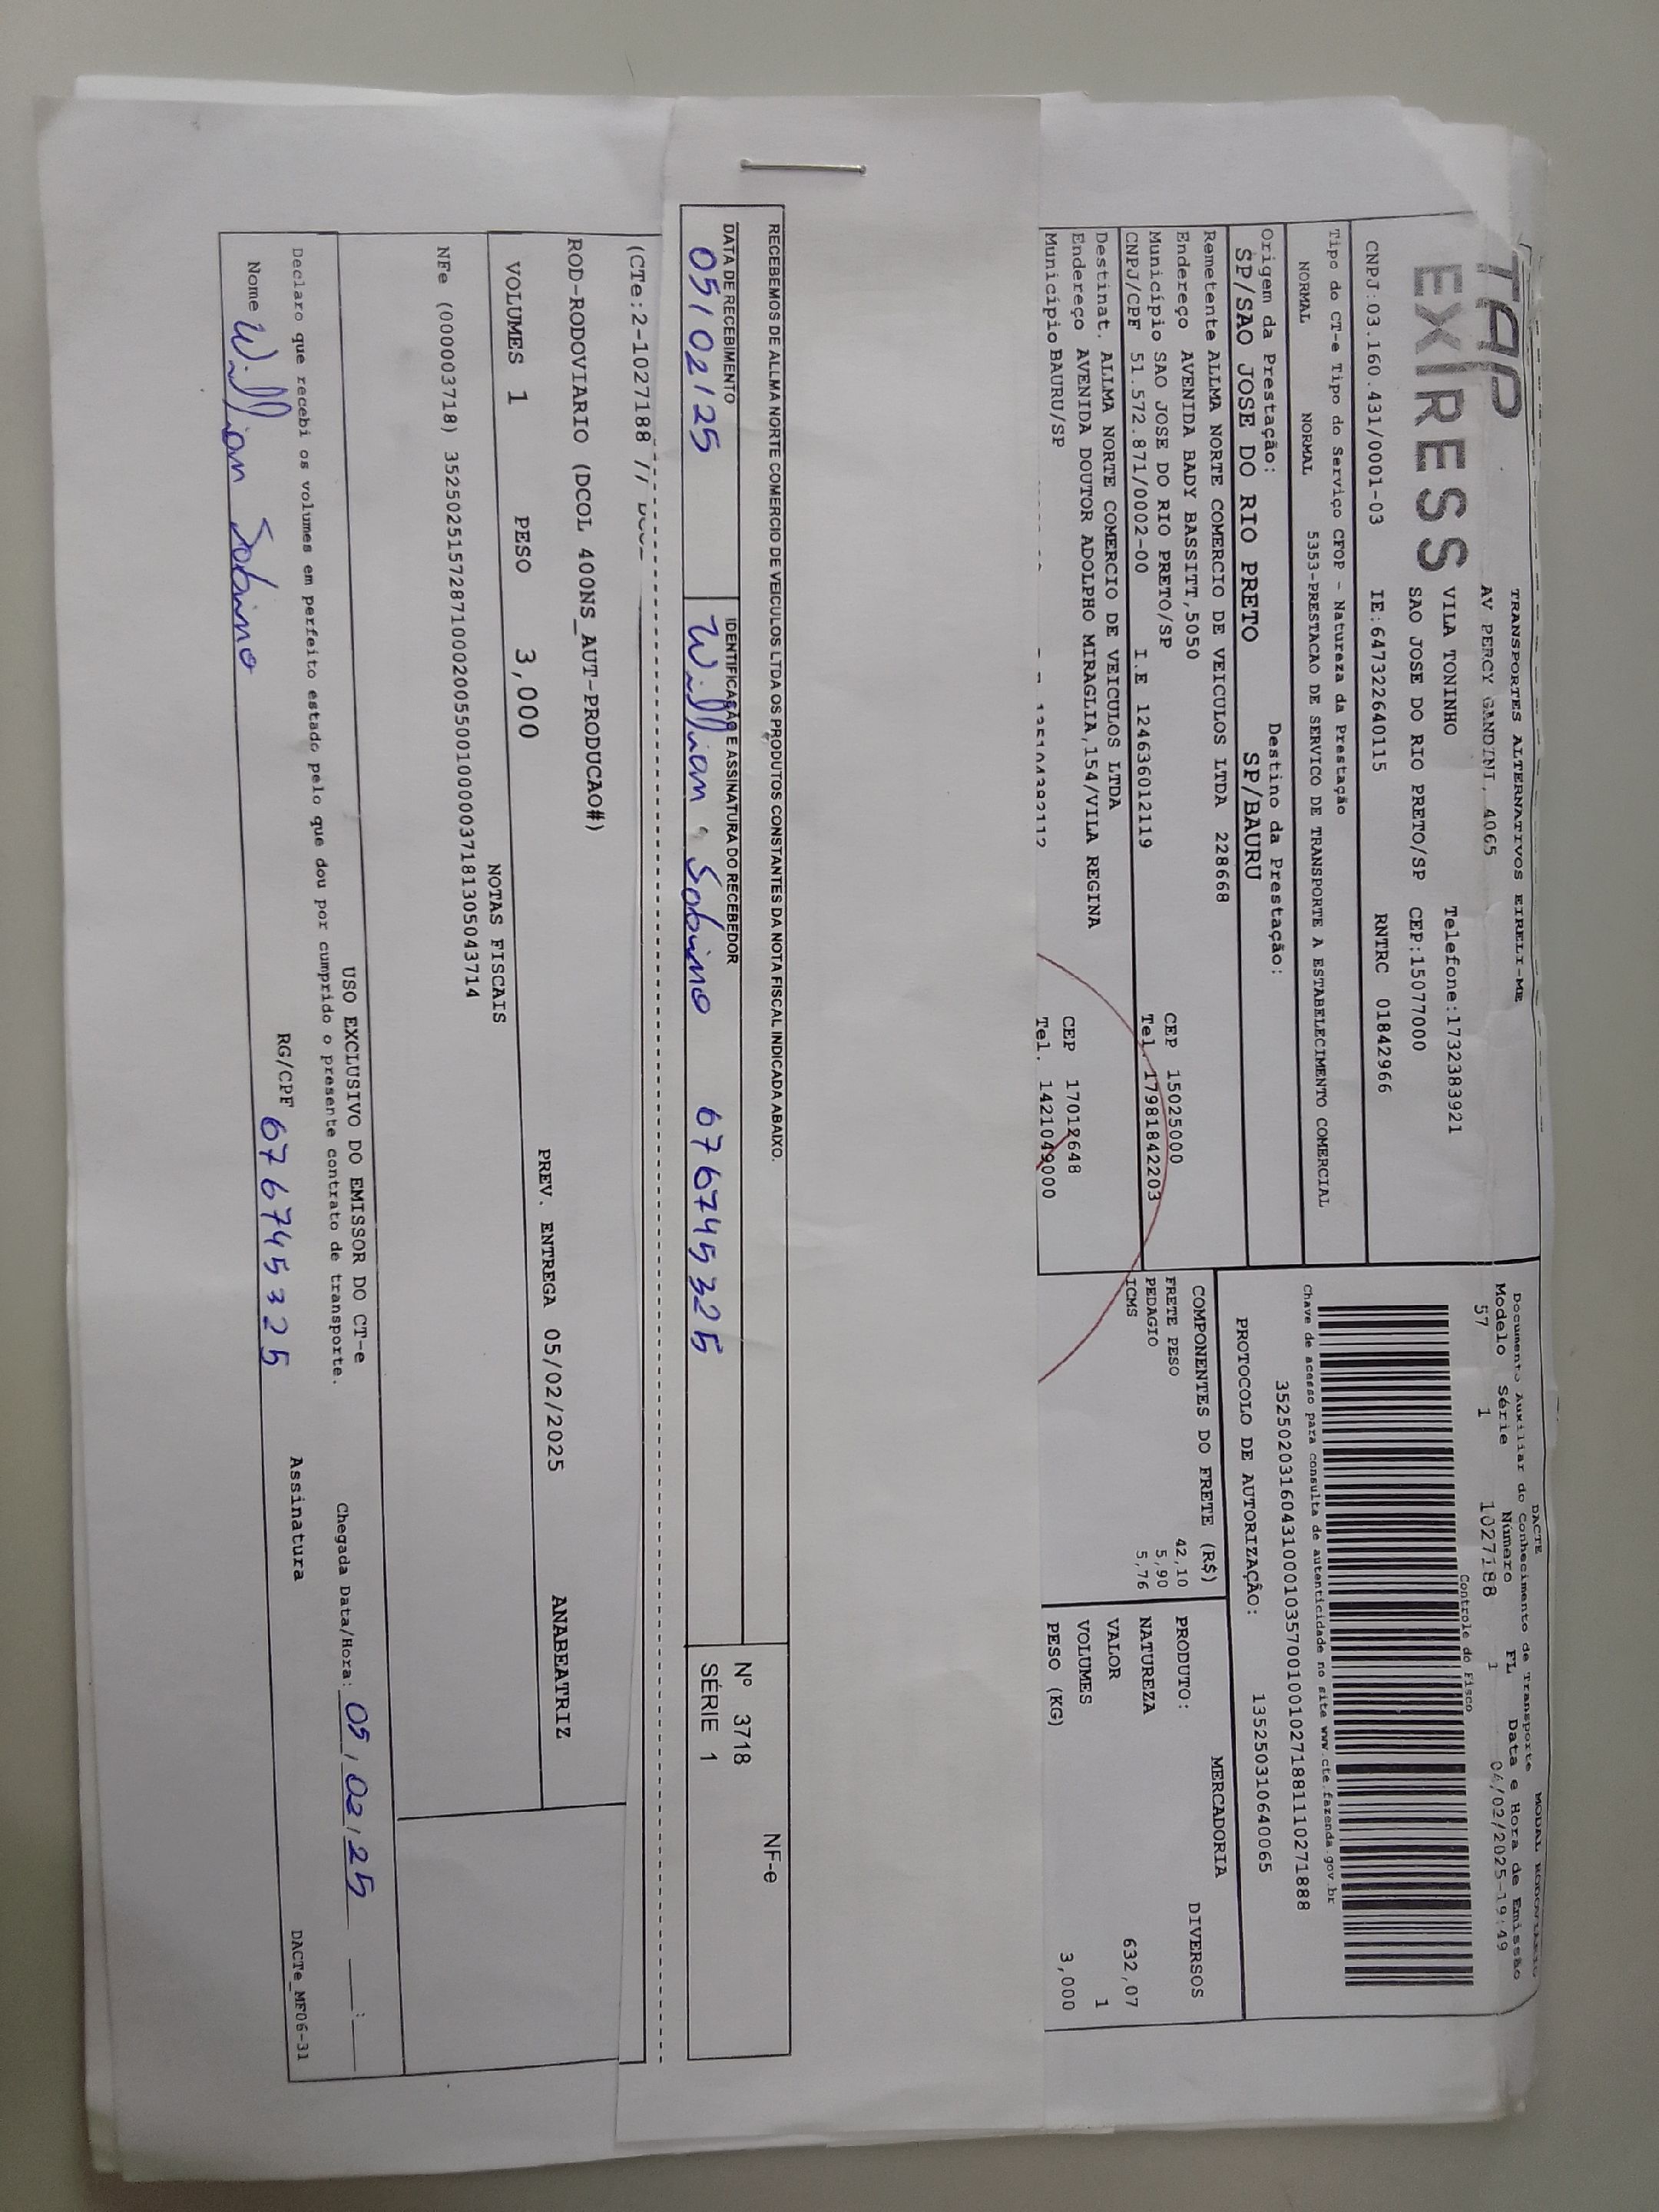 TAP
EXPRESS
TRANSPORTES ALTERNATIVOS EIRELI-ME
AV PERCY GANDINI, 4065
VILA TONINHO Telefone:1732383921
SAO JOSE DO RIO PRETO/SP CEP:15077000
CNPJ:03.160.431/0001-03 IE:647322640115 RNTRC 01842966
DACTE MODAL RODOVIARIO
Documento Auxiliar do Conhecimento de Transporte
Modelo Série Número FL Data e Hora de Emissão
57 1 1027188 1 04/02/2025-19:49
Controle do Fisco
Chave de acesso para consulta de autenticidade no site www.cte.fazenda.gov.br
35250203160431000103570010010271881110271888
PROTOCOLO DE AUTORIZAÇÃO: 135250310640065
Tipo do CT-e Tipo do Serviço CFOP - Natureza da Prestação
NORMAL NORMAL 5353-PRESTACAO DE SERVICO DE TRANSPORTE A ESTABELECIMENTO COMERCIAL
Origem da Prestação: Destino da Prestação:
SP/SAO JOSE DO RIO PRETO SP/BAURU
Remetente ALLMA NORTE COMERCIO DE VEICULOS LTDA 228668
Endereço AVENIDA BADY BASSITT,5050
Município SAO JOSE DO RIO PRETO/SP CEP 15025000
CNPJ/CPF 51.572.871/0002-00 I.E 124636012119 Tel. 17981842203
Destinat. ALLMA NORTE COMERCIO DE VEICULOS LTDA
Endereço AVENIDA DOUTOR ADOLPHO MIRAGLIA,154/VILA REGINA CEP 17012648
Município BAURU/SP Tel. 1421049000
COMPONENTES DO FRETE (R$)
FRETE PESO 42,10
PEDAGIO 5,90
ICMS 5,76
MERCADORIA
PRODUTO: DIVERSOS
NATUREZA
VALOR 632,07
VOLUMES 1
PESO (KG) 3,000
RECEBEMOS DE ALLMA NORTE COMERCIO DE VEICULOS LTDA OS PRODUTOS CONSTANTES DA NOTA FISCAL INDICADA ABAIXO.
DATA DE RECEBIMENTO IDENTIFICAÇÃO E ASSINATURA DO RECEBEDOR
05/02/25 Willian Sabino 676745325
NF-e
Nº 3718
SÉRIE 1
(CTe:2-1027188 //
ROD-RODOVIARIO (DCOL 400NS_AUT-PRODUCAO#)
VOLUMES 1 PESO 3,000 PREV. ENTREGA 05/02/2025 ANABEATRIZ
NOTAS FISCAIS
NFe (000003718) 35250251572871000200550010000037181305043714
USO EXCLUSIVO DO EMISSOR DO CT-e
Declaro que recebi os volumes em perfeito estado pelo que dou por cumprido o presente contrato de transporte.
Chegada Data/Hora: 05/02/25 __:__
Nome Willian Sabino RG/CPF 676745325 Assinatura
DACTe_MF06-31